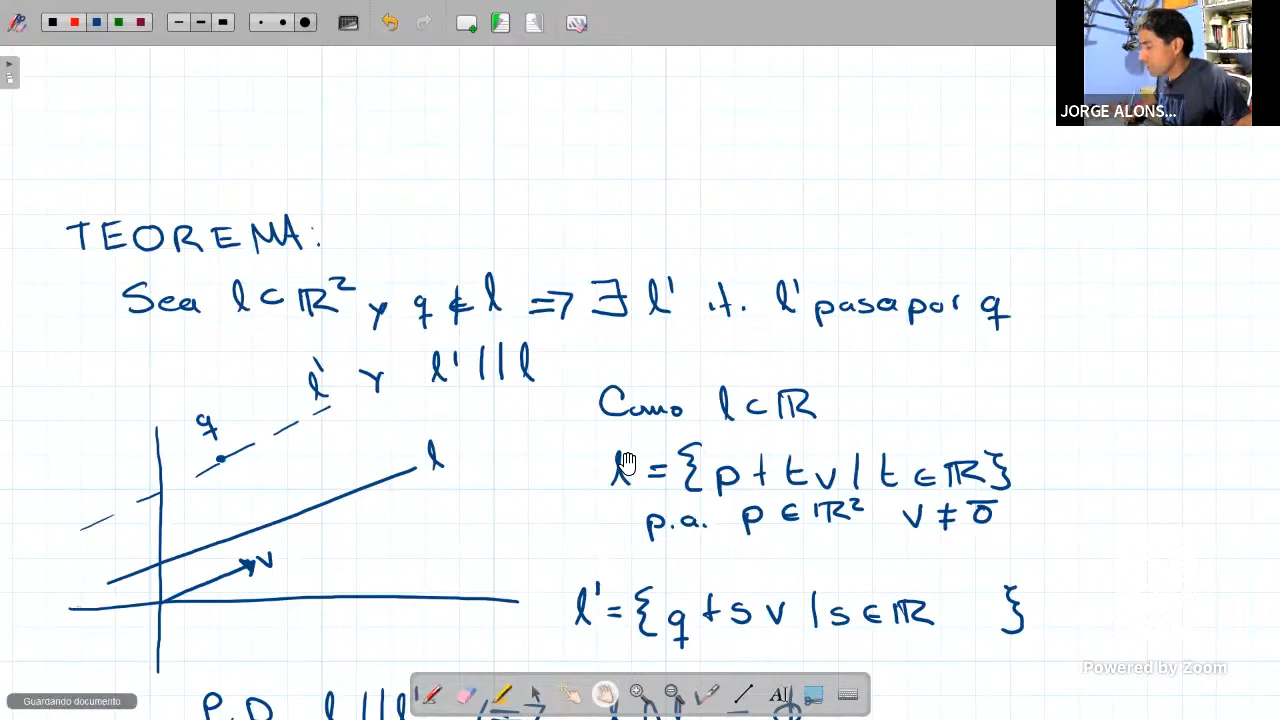 JORGE ALONS...
TEOREMA:
Sea l ⊂ ℝ² y q ∉ l => ∃ l' .t. l' pasa por q
y l' || l
l'
q
l
v
Como l ⊂ ℝ
l = { p + t v | t ∈ ℝ }
p.a. p ∈ ℝ² v ≠ 0̅
l' = { q + s v | s ∈ ℝ }
Powered by Zoom
Guardando documento
P.D l || l